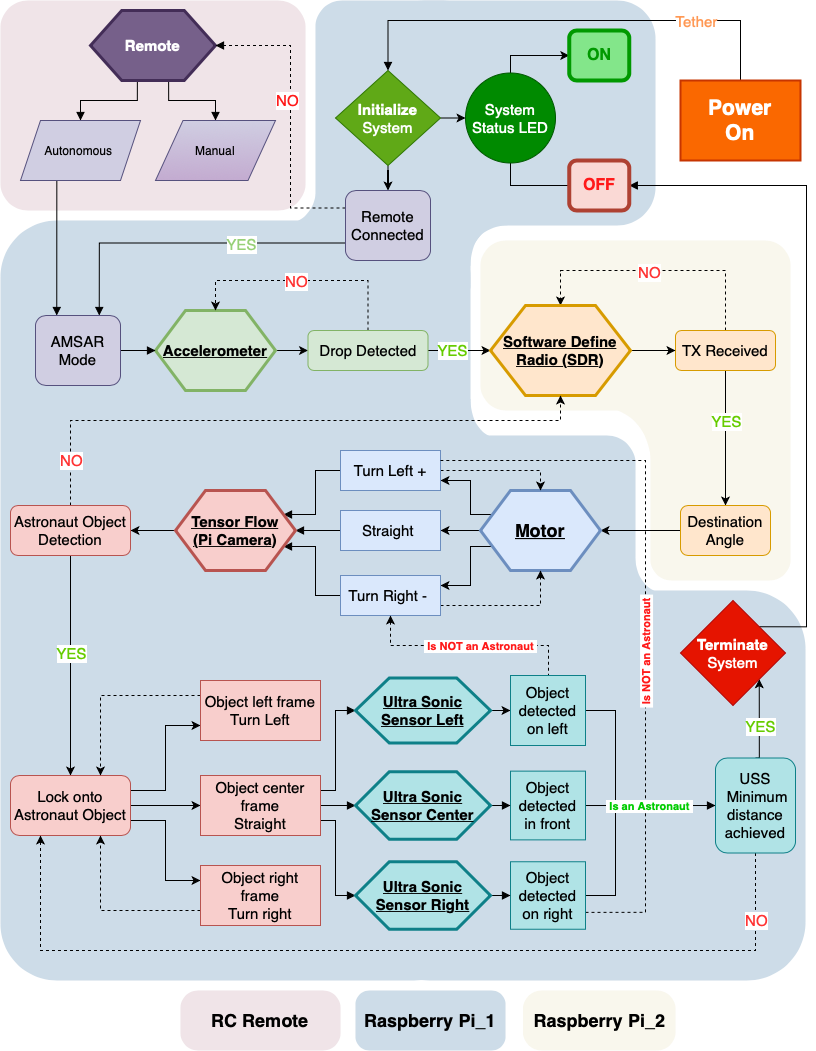 Remote
Tether
ON
Power
On
NO
Initialize
System
System
Status LED
Autonomous
Manual
OFF
Remote
Connected
YES
NO
NO
AMSAR
Mode
Accelerometer
Drop Detected
YES
Software Define
Radio (SDR)
TX Received
YES
NO
Turn Left +
Astronaut Object
Detection
Tensor Flow
(Pi Camera)
Straight
Motor
Destination
Angle
Turn Right -
YES
Is NOT an Astronaut
Is NOT an Astronaut
Terminate
System
Object left frame
Turn Left
Ultra Sonic
Sensor Left
Object
detected
on left
YES
Lock onto
Astronaut Object
Object center
frame
Straight
Ultra Sonic
Sensor Center
Object
detected
in front
Is an Astronaut
USS
Minimum
distance
achieved
Object right
frame
Turn right
Ultra Sonic
Sensor Right
Object
detected
on right
NO
RC Remote
Raspberry Pi_1
Raspberry Pi_2